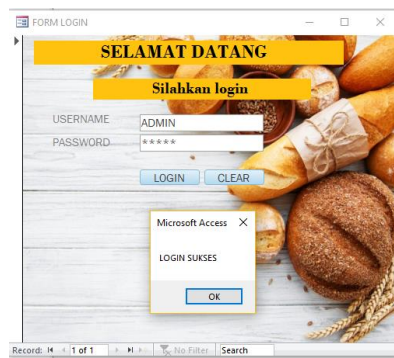 FORM LOGIN
SELAMAT DATANG
Silahkan login
USERNAME
ADMIN
PASSWORD
*****
LOGIN CLEAR
Microsoft Access
LOGIN SUKSES
OK
Record: 1 of 1 No Filter Search